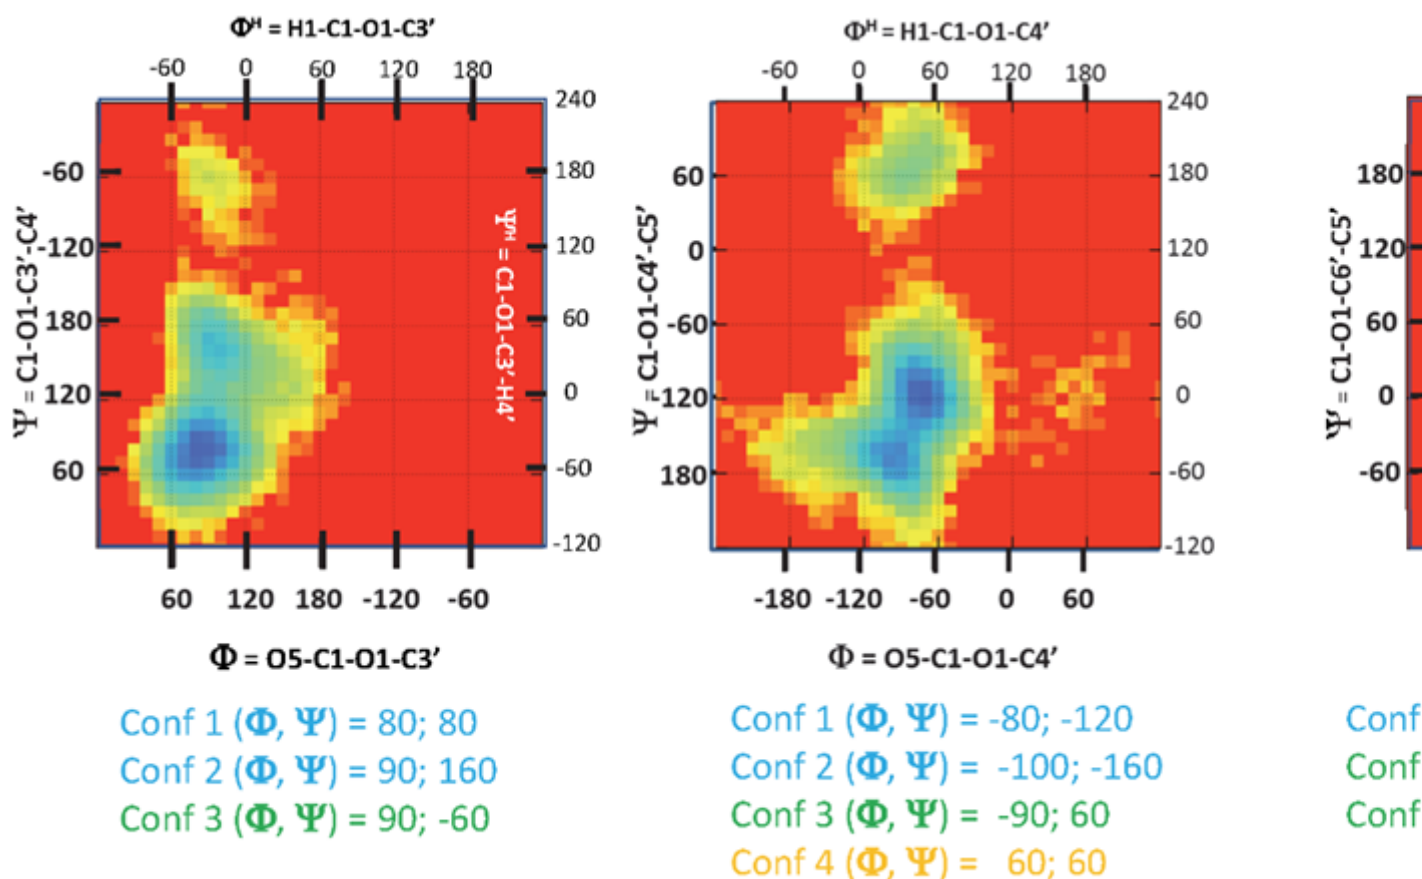 Φᴴ = H1-C1-O1-C3′
-60 0 60 120 180
240
180
120
60
0
-60
-120
Ψᴴ = C1-O1-C3′-H4′
Ψ = C1-O1-C3′-C4′
-60
-120
180
120
60
60 120 180 -120 -60
Φ = O5-C1-O1-C3′
Conf 1 (Φ, Ψ) = 80; 80
Conf 2 (Φ, Ψ) = 90; 160
Conf 3 (Φ, Ψ) = 90; -60
Φᴴ = H1-C1-O1-C4′
-60 0 60 120 180
240
180
120
60
0
-60
-120
Ψ = C1-O1-C4′-C5′
60
0
-60
-120
180
-180 -120 -60 0 60
Φ = O5-C1-O1-C4′
Conf 1 (Φ, Ψ) = -80; -120
Conf 2 (Φ, Ψ) = -100; -160
Conf 3 (Φ, Ψ) = -90; 60
Conf 4 (Φ, Ψ) = 60; 60
Ψ = C1-O1-C6′-C5′
180
120
60
0
-60
Conf
Conf
Conf